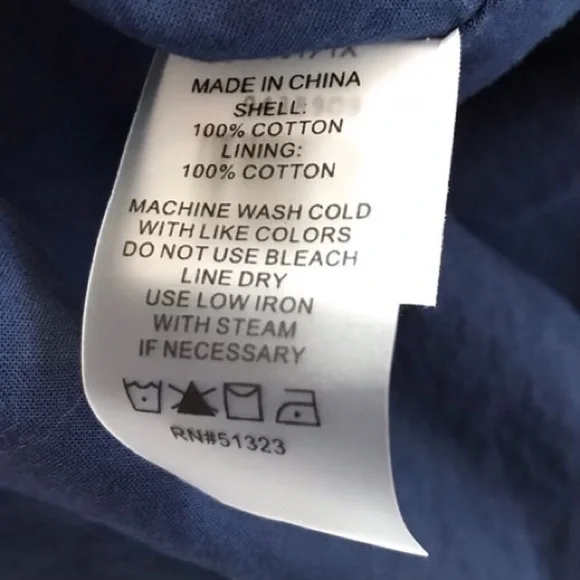 MADE IN CHINA
SHELL:
100% COTTON
LINING:
100% COTTON
MACHINE WASH COLD
WITH LIKE COLORS
DO NOT USE BLEACH
LINE DRY
USE LOW IRON
WITH STEAM
IF NECESSARY
RN#51323